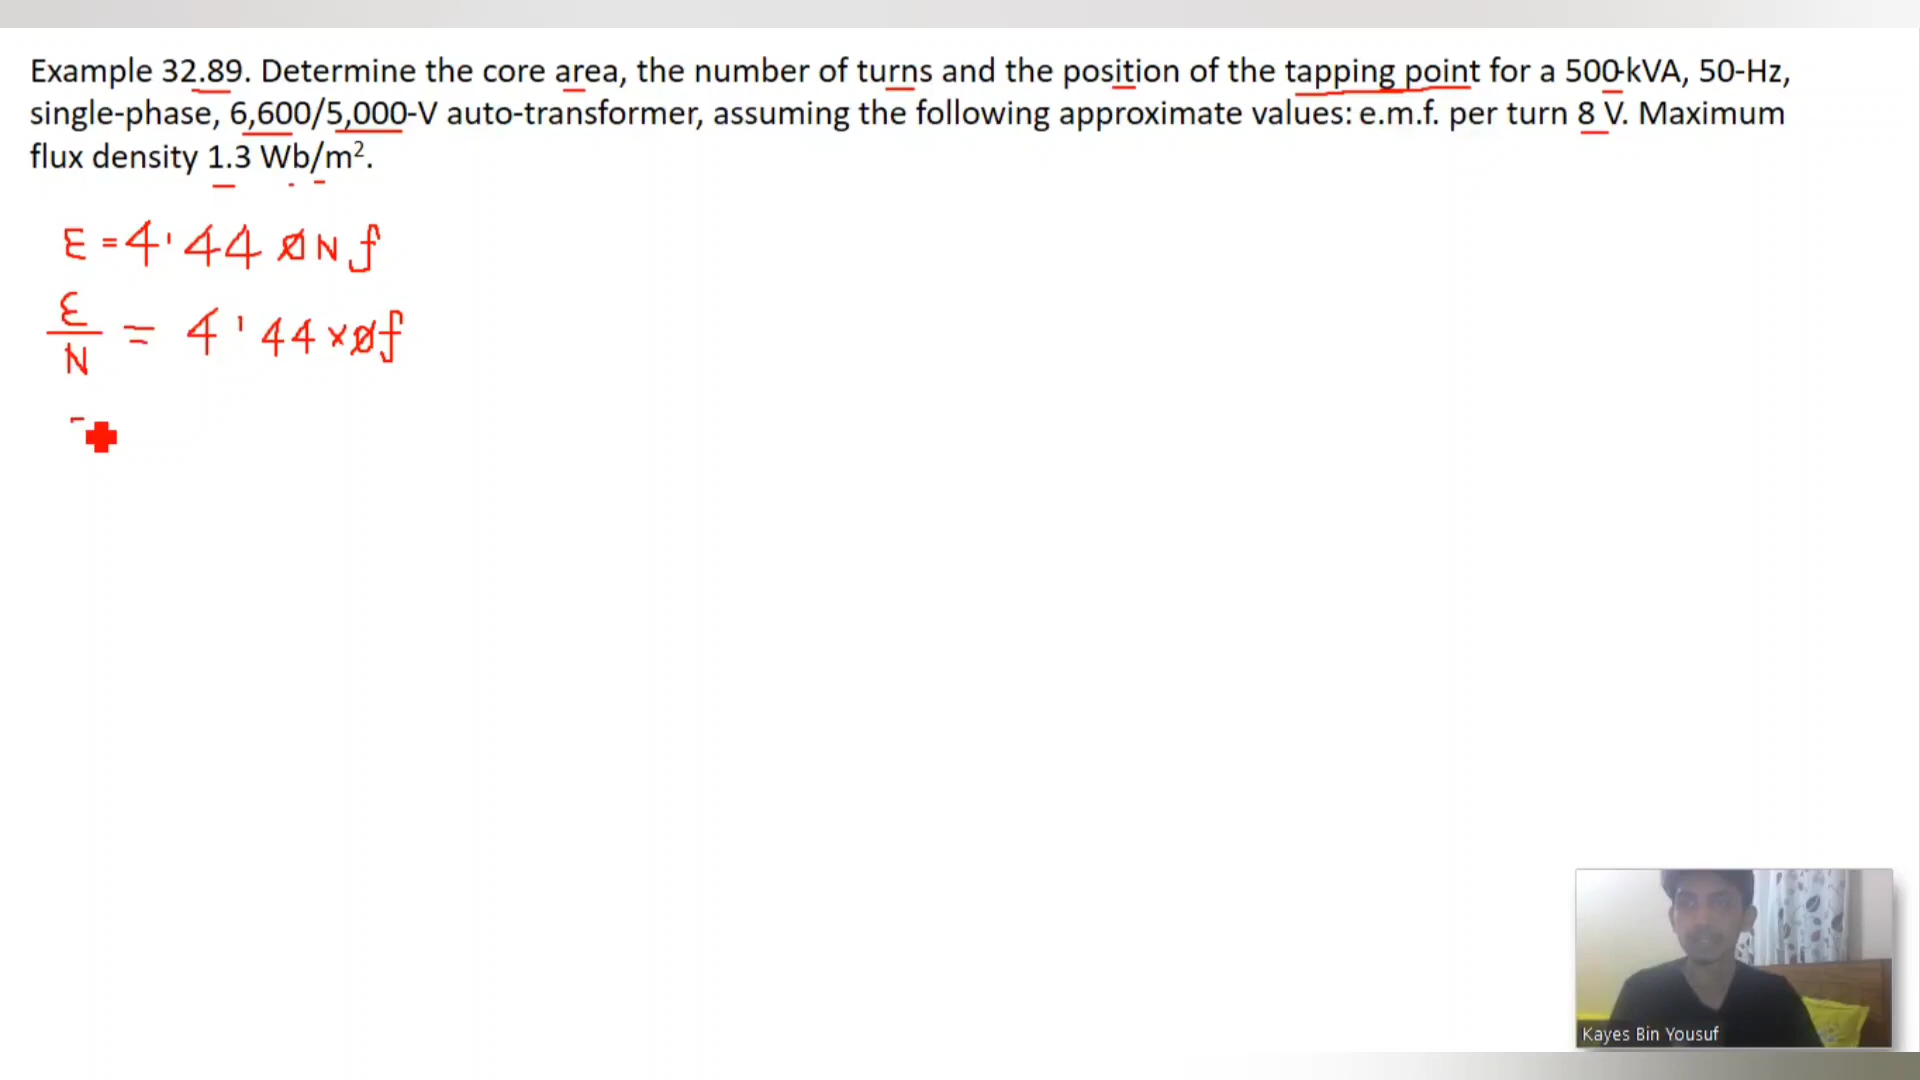 Example 32.89. Determine the core area, the number of turns and the position of the tapping point for a 500-kVA, 50-Hz,
single-phase, 6,600/5,000-V auto-transformer, assuming the following approximate values: e.m.f. per turn 8 V. Maximum
flux density 1.3 Wb/m².
E = 4.44 ØN f
E/N = 4.44 × Øf
Kayes Bin Yousuf